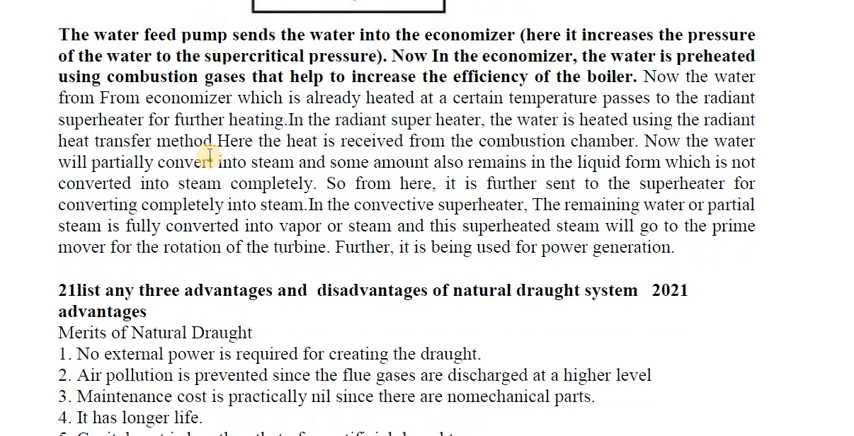 The water feed pump sends the water into the economizer (here it increases the pressure
of the water to the supercritical pressure). Now In the economizer, the water is preheated
using combustion gases that help to increase the efficiency of the boiler. Now the water
from From economizer which is already heated at a certain temperature passes to the radiant
superheater for further heating.In the radiant super heater, the water is heated using the radiant
heat transfer method.Here the heat is received from the combustion chamber. Now the water
will partially convert into steam and some amount also remains in the liquid form which is not
converted into steam completely. So from here, it is further sent to the superheater for
converting completely into steam.In the convective superheater, The remaining water or partial
steam is fully converted into vapor or steam and this superheated steam will go to the prime
mover for the rotation of the turbine. Further, it is being used for power generation.
21list any three advantages and disadvantages of natural draught system 2021
advantages
Merits of Natural Draught
1. No external power is required for creating the draught.
2. Air pollution is prevented since the flue gases are discharged at a higher level
3. Maintenance cost is practically nil since there are nomechanical parts.
4. It has longer life.